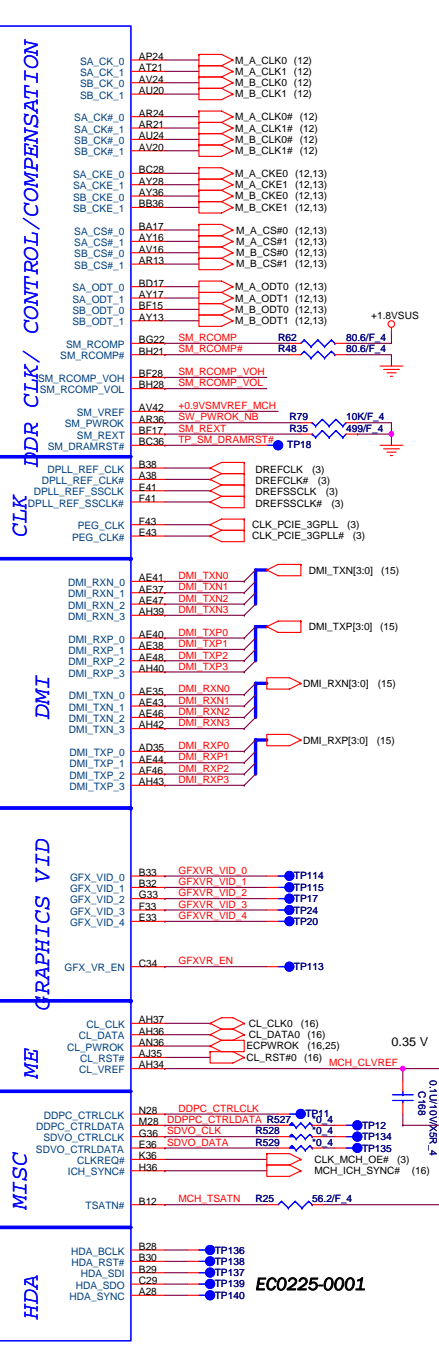 DDR CLK/ CONTROL/COMPENSATION
SA_CK_0 AP24 M_A_CLK0 (12)
SA_CK_1 AT21 M_A_CLK1 (12)
SB_CK_0 AV24 M_B_CLK0 (12)
SB_CK_1 AU20 M_B_CLK1 (12)
SA_CK#_0 AR24 M_A_CLK0# (12)
SA_CK#_1 AR21 M_A_CLK1# (12)
SB_CK#_0 AU24 M_B_CLK0# (12)
SB_CK#_1 AV20 M_B_CLK1# (12)
SA_CKE_0 BC28 M_A_CKE0 (12,13)
SA_CKE_1 AY28 M_A_CKE1 (12,13)
SB_CKE_0 AY36 M_B_CKE0 (12,13)
SB_CKE_1 BB36 M_B_CKE1 (12,13)
SA_CS#_0 BA17 M_A_CS#0 (12,13)
SA_CS#_1 AY16 M_A_CS#1 (12,13)
SB_CS#_0 AV16 M_B_CS#0 (12,13)
SB_CS#_1 AR13 M_B_CS#1 (12,13)
SA_ODT_0 BD17 M_A_ODT0 (12,13)
SA_ODT_1 AY17 M_A_ODT1 (12,13)
SB_ODT_0 BF15 M_B_ODT0 (12,13)
SB_ODT_1 AY13 M_B_ODT1 (12,13)
+1.8VSUS
SM_RCOMP BG22 SM_RCOMP R62 80.6/F_4
SM_RCOMP# BH21 SM_RCOMP# R48 80.6/F_4
SM_RCOMP_VOH BF28 SM_RCOMP_VOH
SM_RCOMP_VOL BH28 SM_RCOMP_VOL
SM_VREF AV42 +0.9VSMVREF_MCH
SM_PWROK AR36 SW_PWROK_NB R79 10K/F_4
SM_REXT BF17 SM_REXT R35 499/F_4
SM_DRAMRST# BC36 TP_SM_DRAMRST# TP18
CLK
DPLL_REF_CLK B38 DREFCLK (3)
DPLL_REF_CLK# A38 DREFCLK# (3)
DPLL_REF_SSCLK E41 DREFSSCLK (3)
DPLL_REF_SSCLK# F41 DREFSSCLK# (3)
PEG_CLK F43 CLK_PCIE_3GPLL (3)
PEG_CLK# E43 CLK_PCIE_3GPLL# (3)
DMI
DMI_TXN[3:0] (15)
DMI_RXN_0 AE41 DMI_TXN0
DMI_RXN_1 AE37 DMI_TXN1
DMI_RXN_2 AE47 DMI_TXN2
DMI_RXN_3 AH39 DMI_TXN3
DMI_TXP[3:0] (15)
DMI_RXP_0 AE40 DMI_TXP0
DMI_RXP_1 AE38 DMI_TXP1
DMI_RXP_2 AE48 DMI_TXP2
DMI_RXP_3 AH40 DMI_TXP3
DMI_RXN[3:0] (15)
DMI_TXN_0 AE35 DMI_RXN0
DMI_TXN_1 AE43 DMI_RXN1
DMI_TXN_2 AE46 DMI_RXN2
DMI_TXN_3 AH42 DMI_RXN3
DMI_RXP[3:0] (15)
DMI_TXP_0 AD35 DMI_RXP0
DMI_TXP_1 AE44 DMI_RXP1
DMI_TXP_2 AF46 DMI_RXP2
DMI_TXP_3 AH43 DMI_RXP3
GRAPHICS VID
GFX_VID_0 B33 GFXVR_VID_0 TP114
GFX_VID_1 B32 GFXVR_VID_1 TP115
GFX_VID_2 G33 GFXVR_VID_2 TP17
GFX_VID_3 F33 GFXVR_VID_3 TP24
GFX_VID_4 E33 GFXVR_VID_4 TP20
GFX_VR_EN C34 GFXVR_EN TP113
ME
CL_CLK AH37 CL_CLK0 (16)
CL_DATA AH36 CL_DATA0 (16)
CL_PWROK AN36 ECPWROK (16,25)
CL_RST# AJ35 CL_RST#0 (16)
CL_VREF AH34 MCH_CLVREF
0.35 V
C168
0.1U/10V/X5R_4
MISC
DDPC_CTRLCLK N28 DDPC_CTRLCLK TP11
DDPC_CTRLDATA M28 DDPPC_CTRLDATA R527 *0_4 TP12
SDVO_CTRLCLK G36 SDVO_CLK R528 *0_4 TP134
SDVO_CTRLDATA E36 SDVO_DATA R529 *0_4 TP135
CLKREQ# K36 CLK_MCH_OE# (3)
ICH_SYNC# H36 MCH_ICH_SYNC# (16)
TSATN# B12 MCH_TSATN R25 56.2/F_4
HDA
HDA_BCLK B28 TP136
HDA_RST# B30 TP138
HDA_SDI B29 TP137
HDA_SDO C29 TP139
HDA_SYNC A28 TP140
EC0225-0001